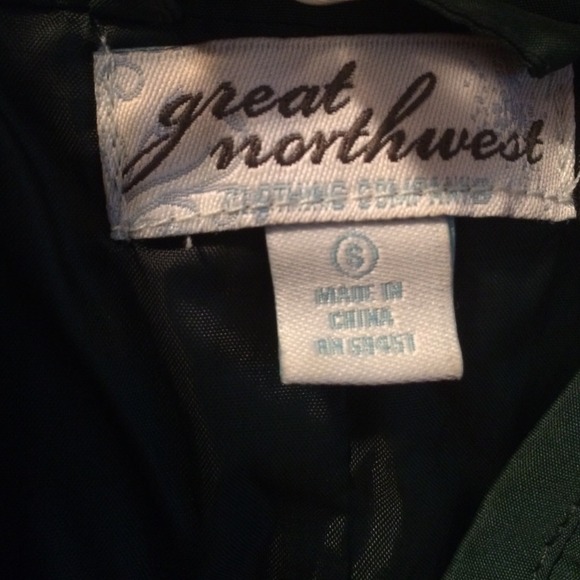 great
northwest
CLOTHING COMPANY
S
MADE IN
CHINA
RN 59451